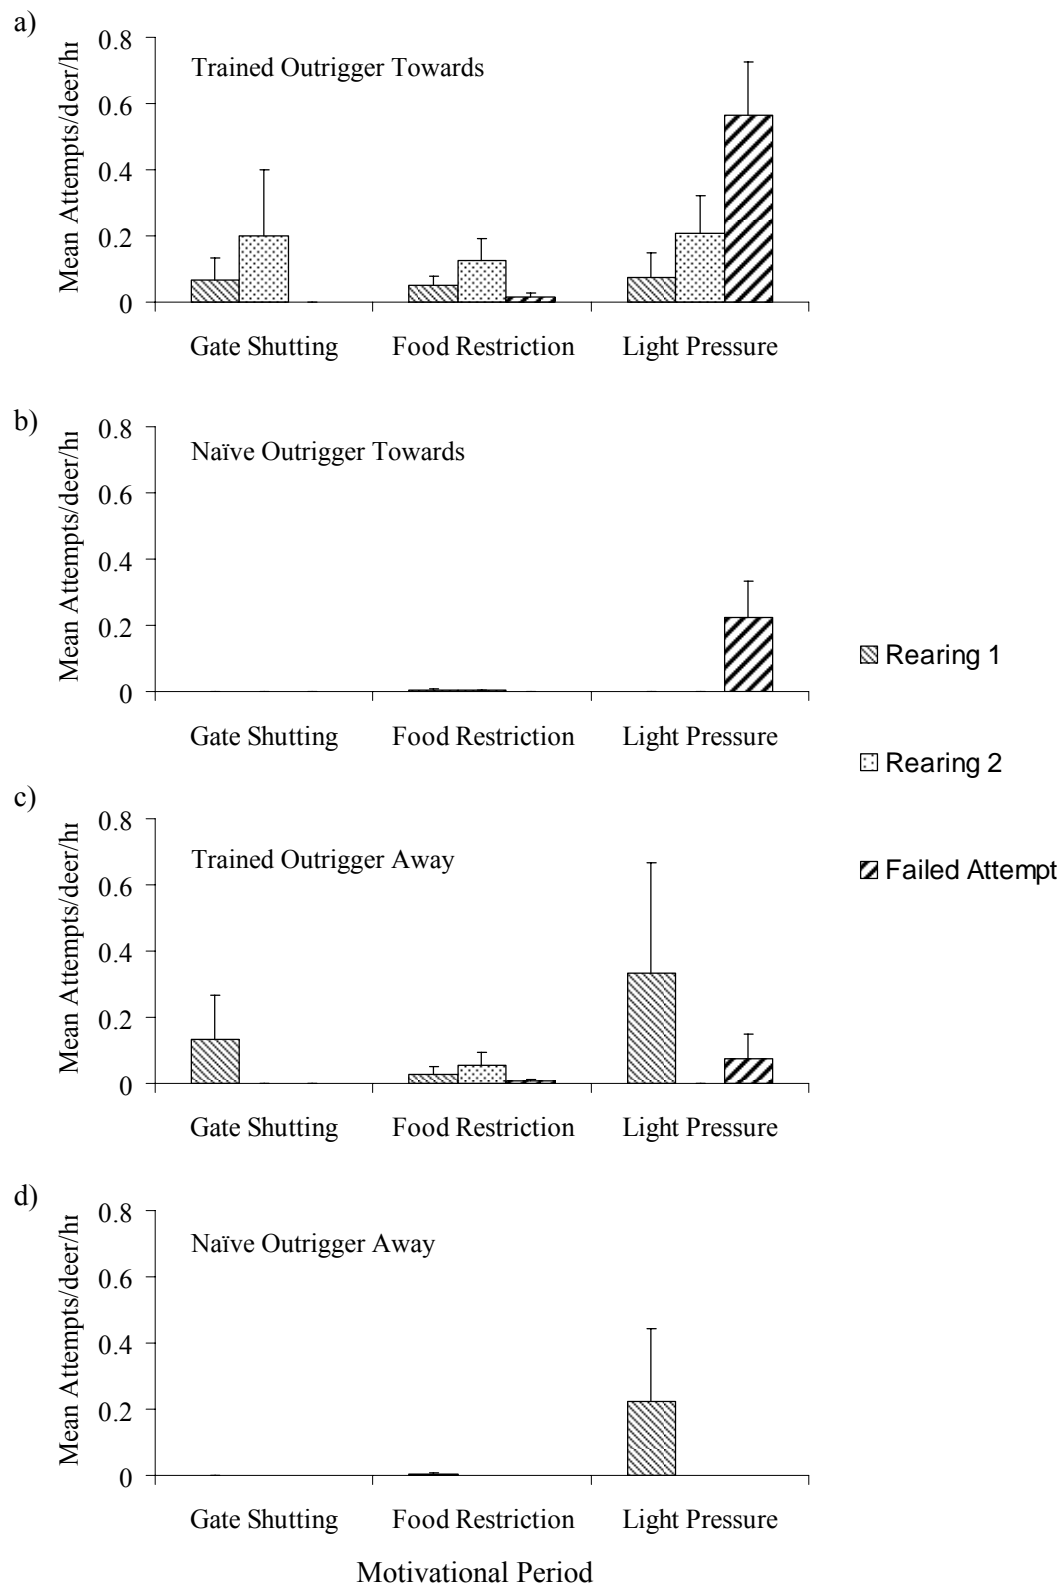 a)
Mean Attempts/deer/hr
0.8
0.6
0.4
0.2
0
Trained Outrigger Towards
Gate Shutting Food Restriction Light Pressure
b)
Mean Attempts/deer/hr
0.8
0.6
0.4
0.2
0
Naïve Outrigger Towards
Gate Shutting Food Restriction Light Pressure
Rearing 1
Rearing 2
Failed Attempt
c)
Mean Attempts/deer/hr
0.8
0.6
0.4
0.2
0
Trained Outrigger Away
Gate Shutting Food Restriction Light Pressure
d)
Mean Attempts/deer/hr
0.8
0.6
0.4
0.2
0
Naïve Outrigger Away
Gate Shutting Food Restriction Light Pressure
Motivational Period